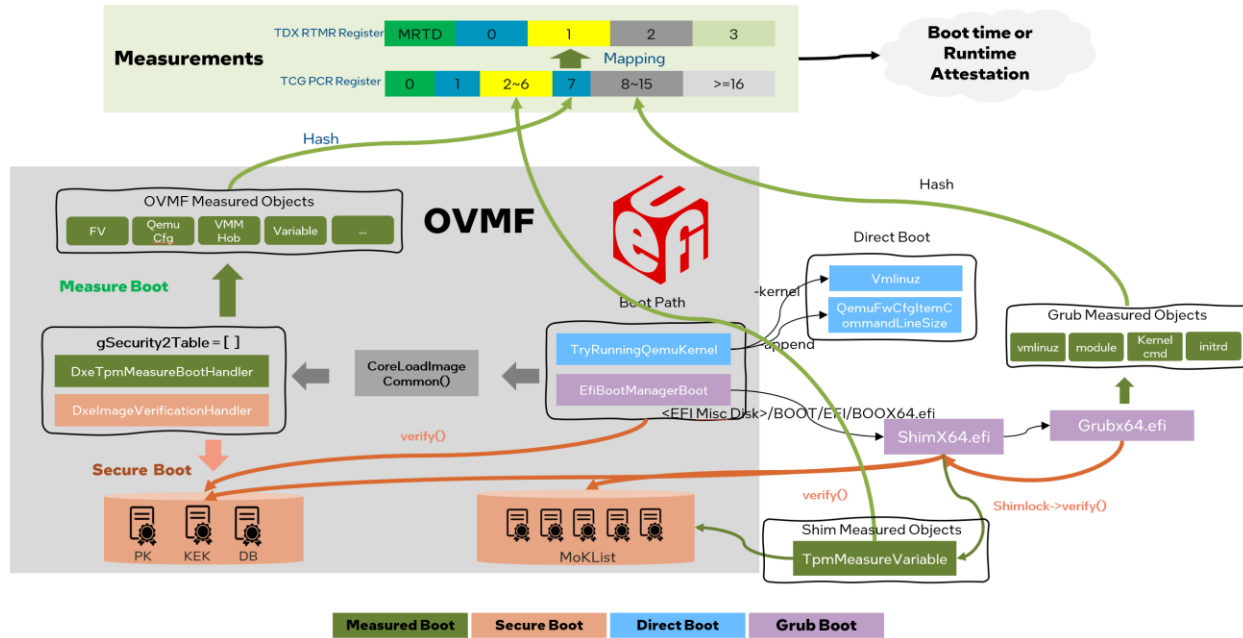 TDX RTMR Register
MRTD
0
1
2
3
Measurements
Mapping
TCG PCR Register
0
1
2~6
7
8~15
>=16
Boot time or
Runtime
Attestation
Hash
Hash
OVMF Measured Objects
FV
Qemu
Cfg
VMM
Hob
Variable
...
OVMF
UEFI
Measure Boot
Boot Path
Direct Boot
-kernel
Vmlinuz
QemuFwCfgItemC
ommandLineSize
-append
gSecurity2Table = [ ]
DxeTpmMeasureBootHandler
DxeImageVerificationHandler
CoreLoadImage
Common()
TryRunningQemuKernel
EfiBootManagerBoot
<EFI Misc Disk>/BOOT/EFI/BOOX64.efi
Grub Measured Objects
vmlinuz
module
Kernel
cmd
initrd
ShimX64.efi
Grubx64.efi
verify()
Secure Boot
verify()
Shimlock->verify()
PK
KEK
DB
MoKList
Shim Measured Objects
TpmMeasureVariable
Measured Boot
Secure Boot
Direct Boot
Grub Boot